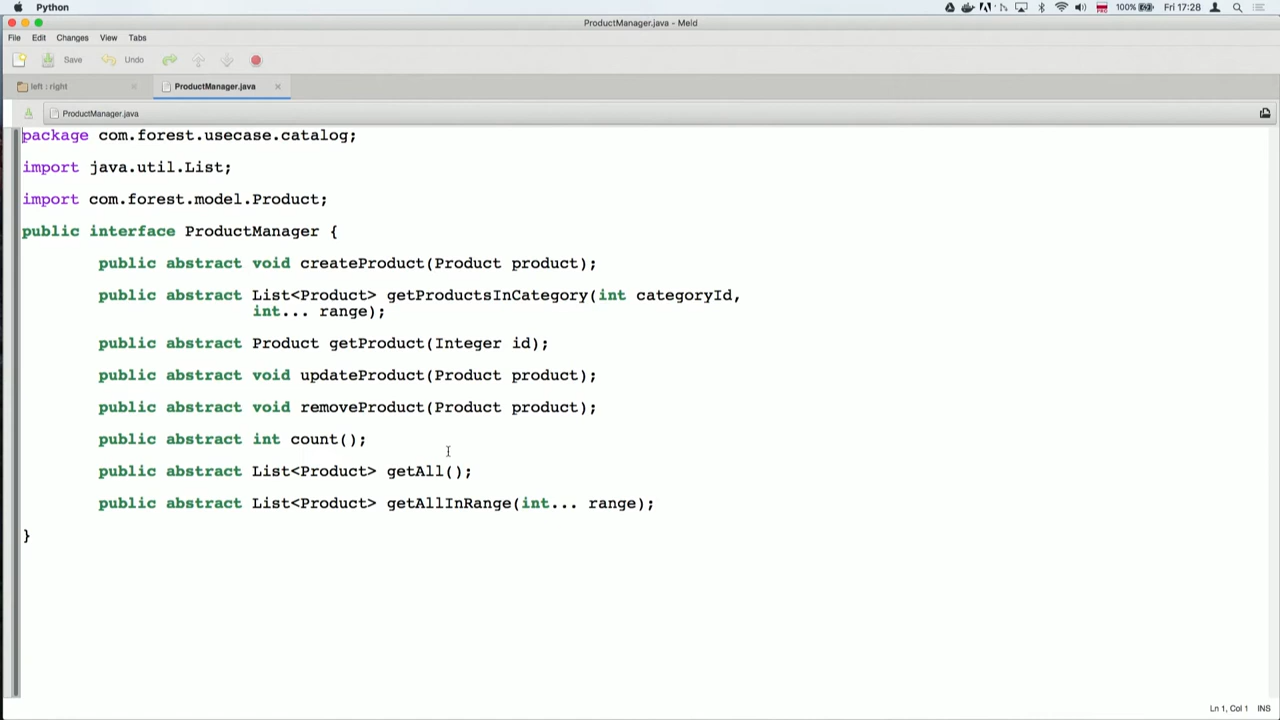 Python
100%
Fri 17:28
ProductManager.java - Meld
File Edit Changes View Tabs
Save Undo
left : right
ProductManager.java
ProductManager.java
package com.forest.usecase.catalog;
import java.util.List;
import com.forest.model.Product;
public interface ProductManager {
public abstract void createProduct(Product product);
public abstract List<Product> getProductsInCategory(int categoryId,
int... range);
public abstract Product getProduct(Integer id);
public abstract void updateProduct(Product product);
public abstract void removeProduct(Product product);
public abstract int count();
public abstract List<Product> getAll();
public abstract List<Product> getAllInRange(int... range);
}
Ln 1, Col 1 INS